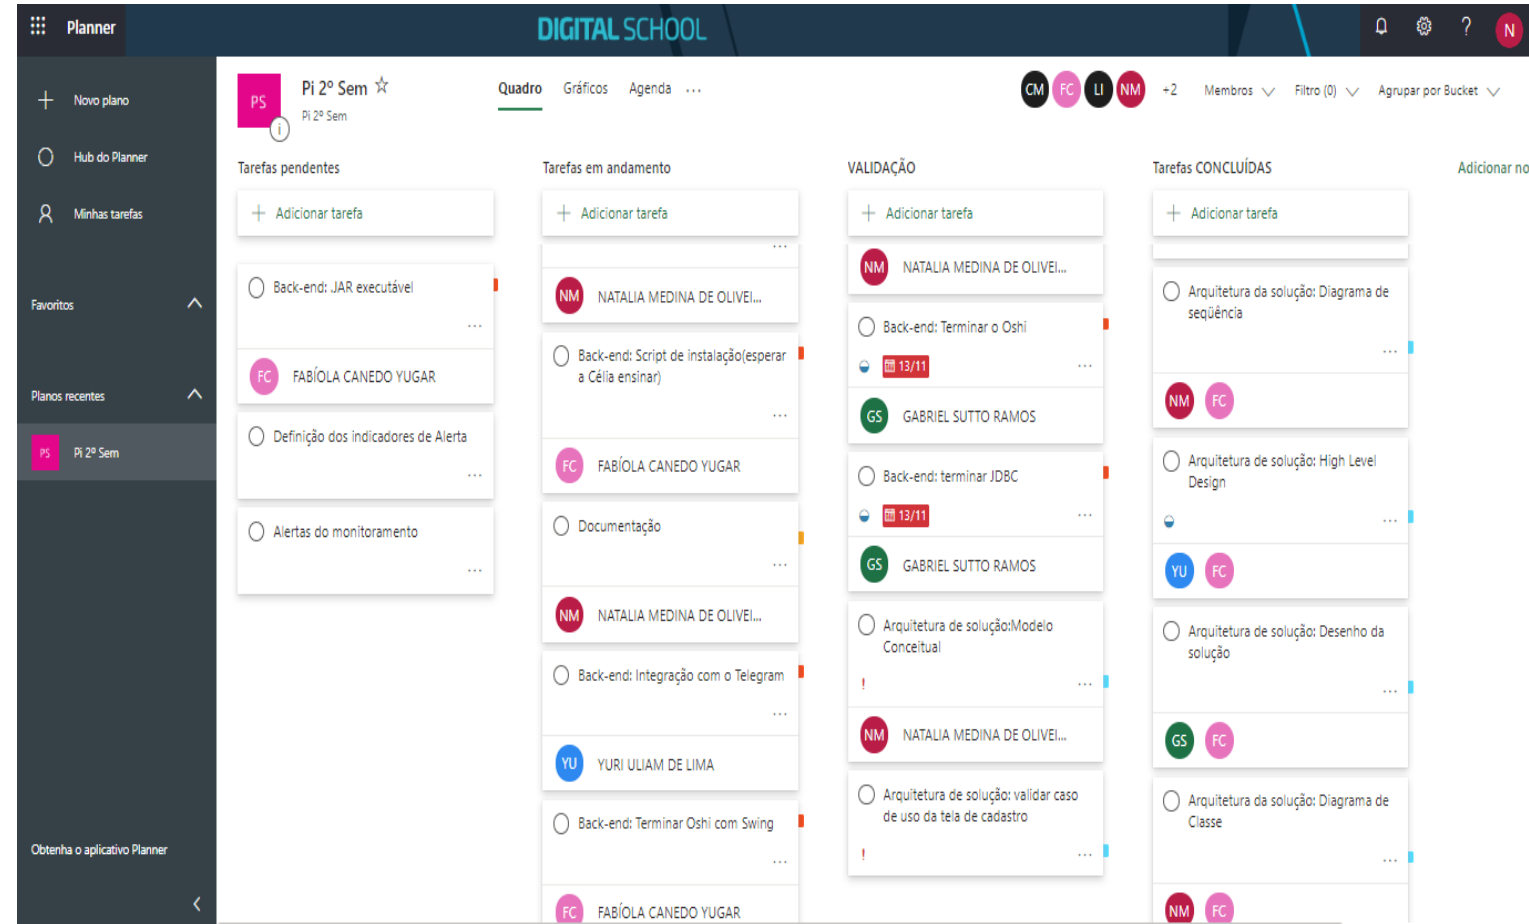 Planner
DIGITAL SCHOOL
?
N
Novo plano
Hub do Planner
Minhas tarefas
Favoritos
Planos recentes
PS
Pi 2º Sem
Obtenha o aplicativo Planner
PS
i
Pi 2º Sem
Pi 2º Sem
Quadro
Gráficos
Agenda
...
CM
FC
LI
NM
+2
Membros
Filtro (0)
Agrupar por Bucket
Tarefas pendentes
+ Adicionar tarefa
Back-end: .JAR executável
...
FC
FABÍOLA CANEDO YUGAR
Definição dos indicadores de Alerta
...
Alertas do monitoramento
...
Tarefas em andamento
+ Adicionar tarefa
...
NM
NATALIA MEDINA DE OLIVEI...
Back-end: Script de instalação(esperar
a Célia ensinar)
...
FC
FABÍOLA CANEDO YUGAR
Documentação
...
NM
NATALIA MEDINA DE OLIVEI...
Back-end: Integração com o Telegram
...
YU
YURI ULIAM DE LIMA
Back-end: Terminar Oshi com Swing
...
FC
FABÍOLA CANEDO YUGAR
VALIDAÇÃO
+ Adicionar tarefa
NM
NATALIA MEDINA DE OLIVEI...
Back-end: Terminar o Oshi
13/11
...
GS
GABRIEL SUTTO RAMOS
Back-end: terminar JDBC
13/11
...
GS
GABRIEL SUTTO RAMOS
Arquitetura de solução:Modelo
Conceitual
!
...
NM
NATALIA MEDINA DE OLIVEI...
Arquitetura de solução: validar caso
de uso da tela de cadastro
!
...
Tarefas CONCLUÍDAS
+ Adicionar tarefa
Arquitetura da solução: Diagrama de
seqüência
...
NM
FC
Arquitetura de solução: High Level
Design
...
YU
FC
Arquitetura de solução: Desenho da
solução
...
GS
FC
Arquitetura da solução: Diagrama de
Classe
...
NM
FC
Adicionar no